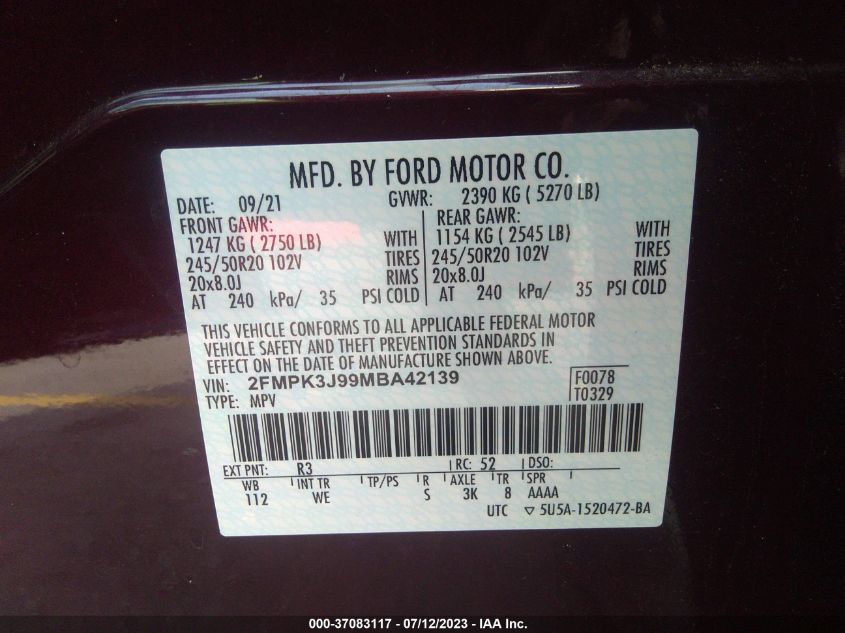 MFD. BY FORD MOTOR CO.
DATE: 09/21 GVWR: 2390 KG ( 5270 LB)
FRONT GAWR: REAR GAWR:
1247 KG ( 2750 LB) WITH 1154 KG ( 2545 LB) WITH
245/50R20 102V TIRES 245/50R20 102V TIRES
20x8.0J RIMS 20x8.0J RIMS
AT 240 kPa/ 35 PSI COLD AT 240 kPa/ 35 PSI COLD
THIS VEHICLE CONFORMS TO ALL APPLICABLE FEDERAL MOTOR
VEHICLE SAFETY AND THEFT PREVENTION STANDARDS IN
EFFECT ON THE DATE OF MANUFACTURE SHOWN ABOVE.
VIN: 2FMPK3J99MBA42139 F0078
TYPE: MPV T0329
EXT PNT: R3 RC: 52 DSO:
WB INT TR TP/PS R AXLE TR SPR
112 WE S 3K 8 AAAA
UTC ▽ 5U5A-1520472-BA
000-37083117 - 07/12/2023 - IAA Inc.